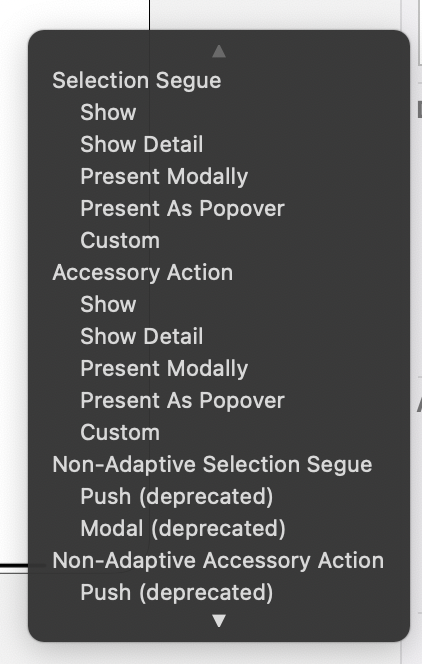 Selection Segue
Show
Show Detail
Present Modally
Present As Popover
Custom
Accessory Action
Show
Show Detail
Present Modally
Present As Popover
Custom
Non-Adaptive Selection Segue
Push (deprecated)
Modal (deprecated)
Non-Adaptive Accessory Action
Push (deprecated)